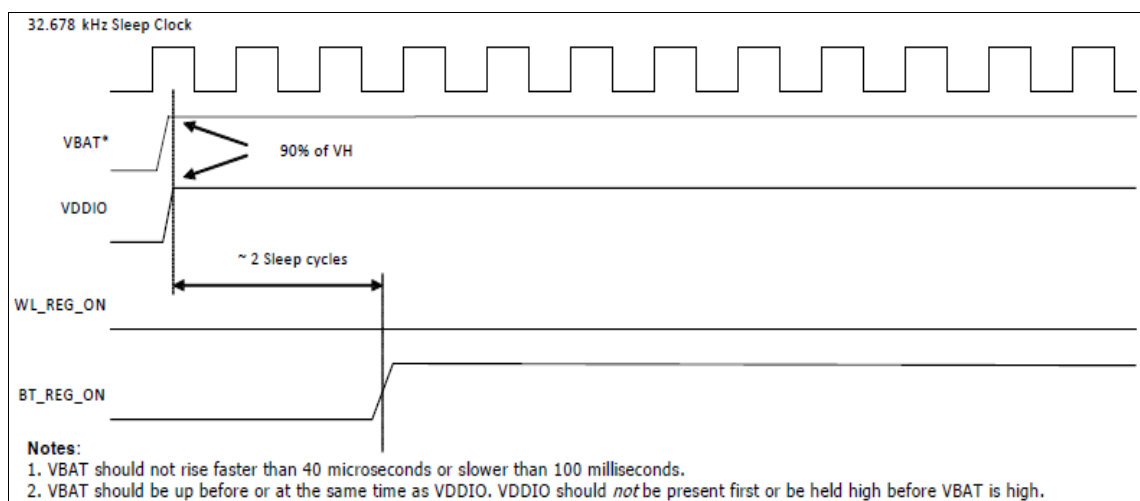 32.678 kHz Sleep Clock
VBAT*
90% of VH
VDDIO
~ 2 Sleep cycles
WL_REG_ON
BT_REG_ON
Notes:
1. VBAT should not rise faster than 40 microseconds or slower than 100 milliseconds.
2. VBAT should be up before or at the same time as VDDIO. VDDIO should not be present first or be held high before VBAT is high.